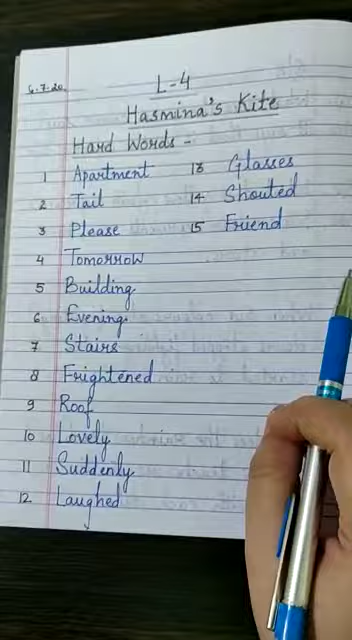 6.7.20
L-4
Hasmina's Kite
Hard Words -
1 Apartment
2 Tail
3 Please
4 Tomorrow
5 Building
6 Evening
7 Stairs
8 Frightened
9 Roof
10 Lovely
11 Suddenly
12 Laughed
13 Glasses
14 Shouted
15 Friend